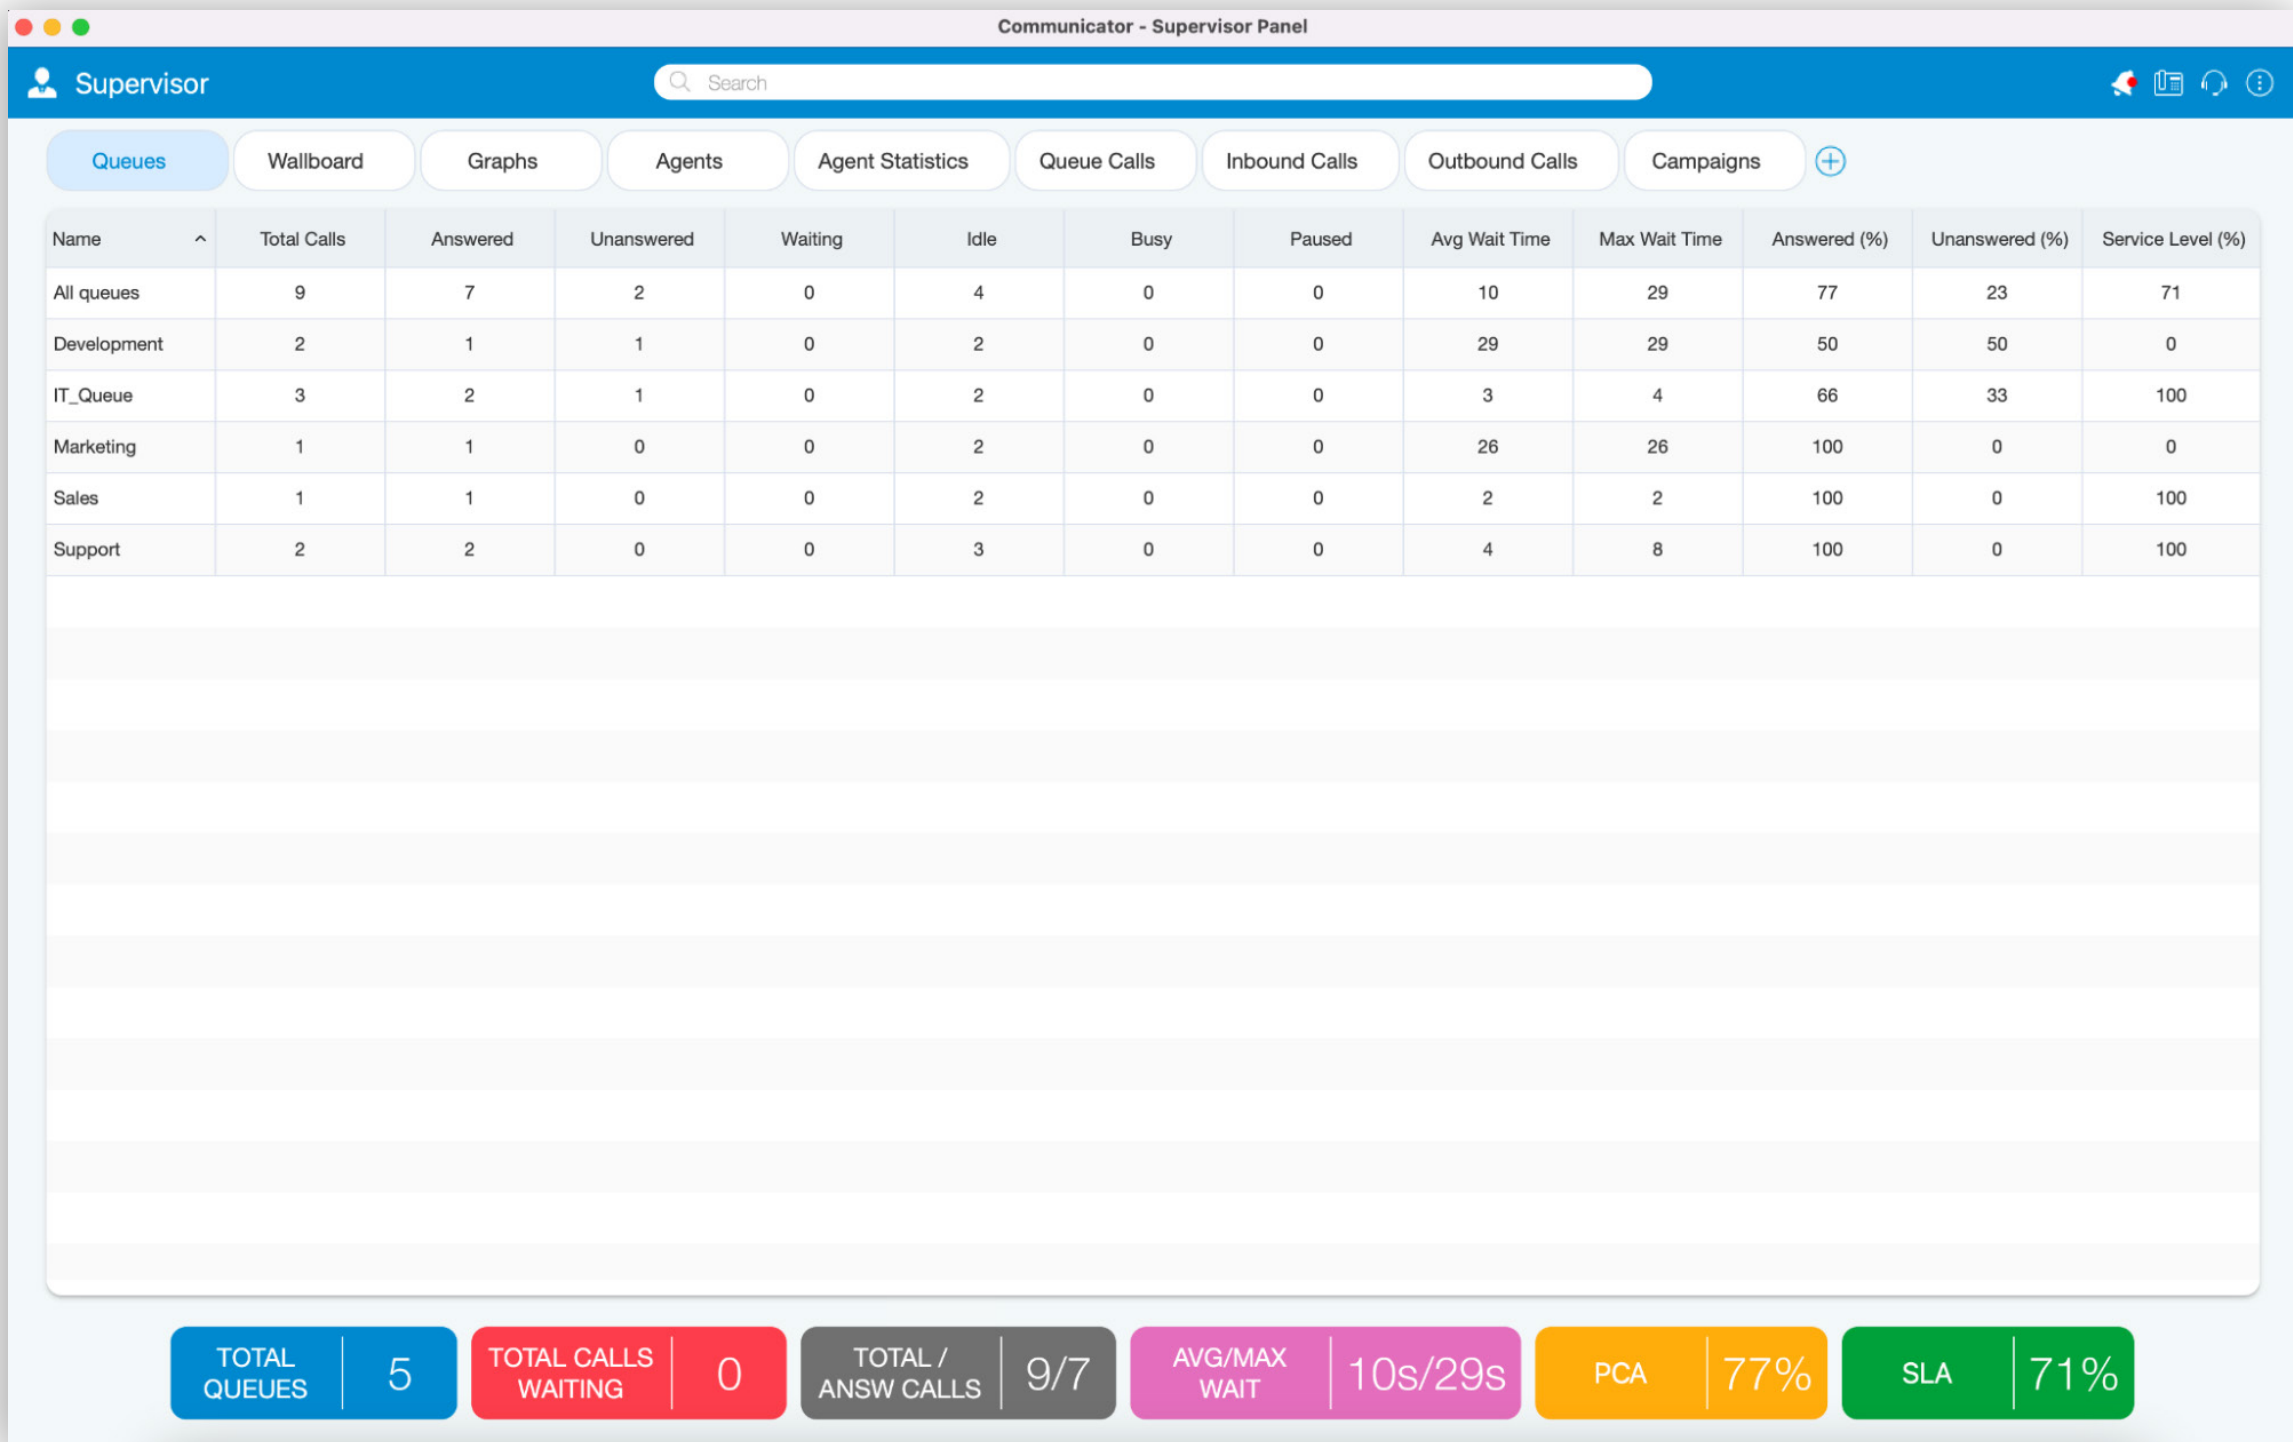 Communicator - Supervisor Panel
Supervisor Search
Queues Wallboard Graphs Agents Agent Statistics Queue Calls Inbound Calls Outbound Calls Campaigns
Name Total Calls Answered Unanswered Waiting Idle Busy Paused Avg Wait Time Max Wait Time Answered (%) Unanswered (%) Service Level (%)
All queues 9 7 2 0 4 0 0 10 29 77 23 71
Development 2 1 1 0 2 0 0 29 29 50 50 0
IT_Queue 3 2 1 0 2 0 0 3 4 66 33 100
Marketing 1 1 0 0 2 0 0 26 26 100 0 0
Sales 1 1 0 0 2 0 0 2 2 100 0 100
Support 2 2 0 0 3 0 0 4 8 100 0 100
TOTAL
QUEUES
5
TOTAL CALLS
WAITING
0
TOTAL /
ANSW CALLS
9/7
AVG/MAX
WAIT
10s/29s
PCA
77%
SLA
71%